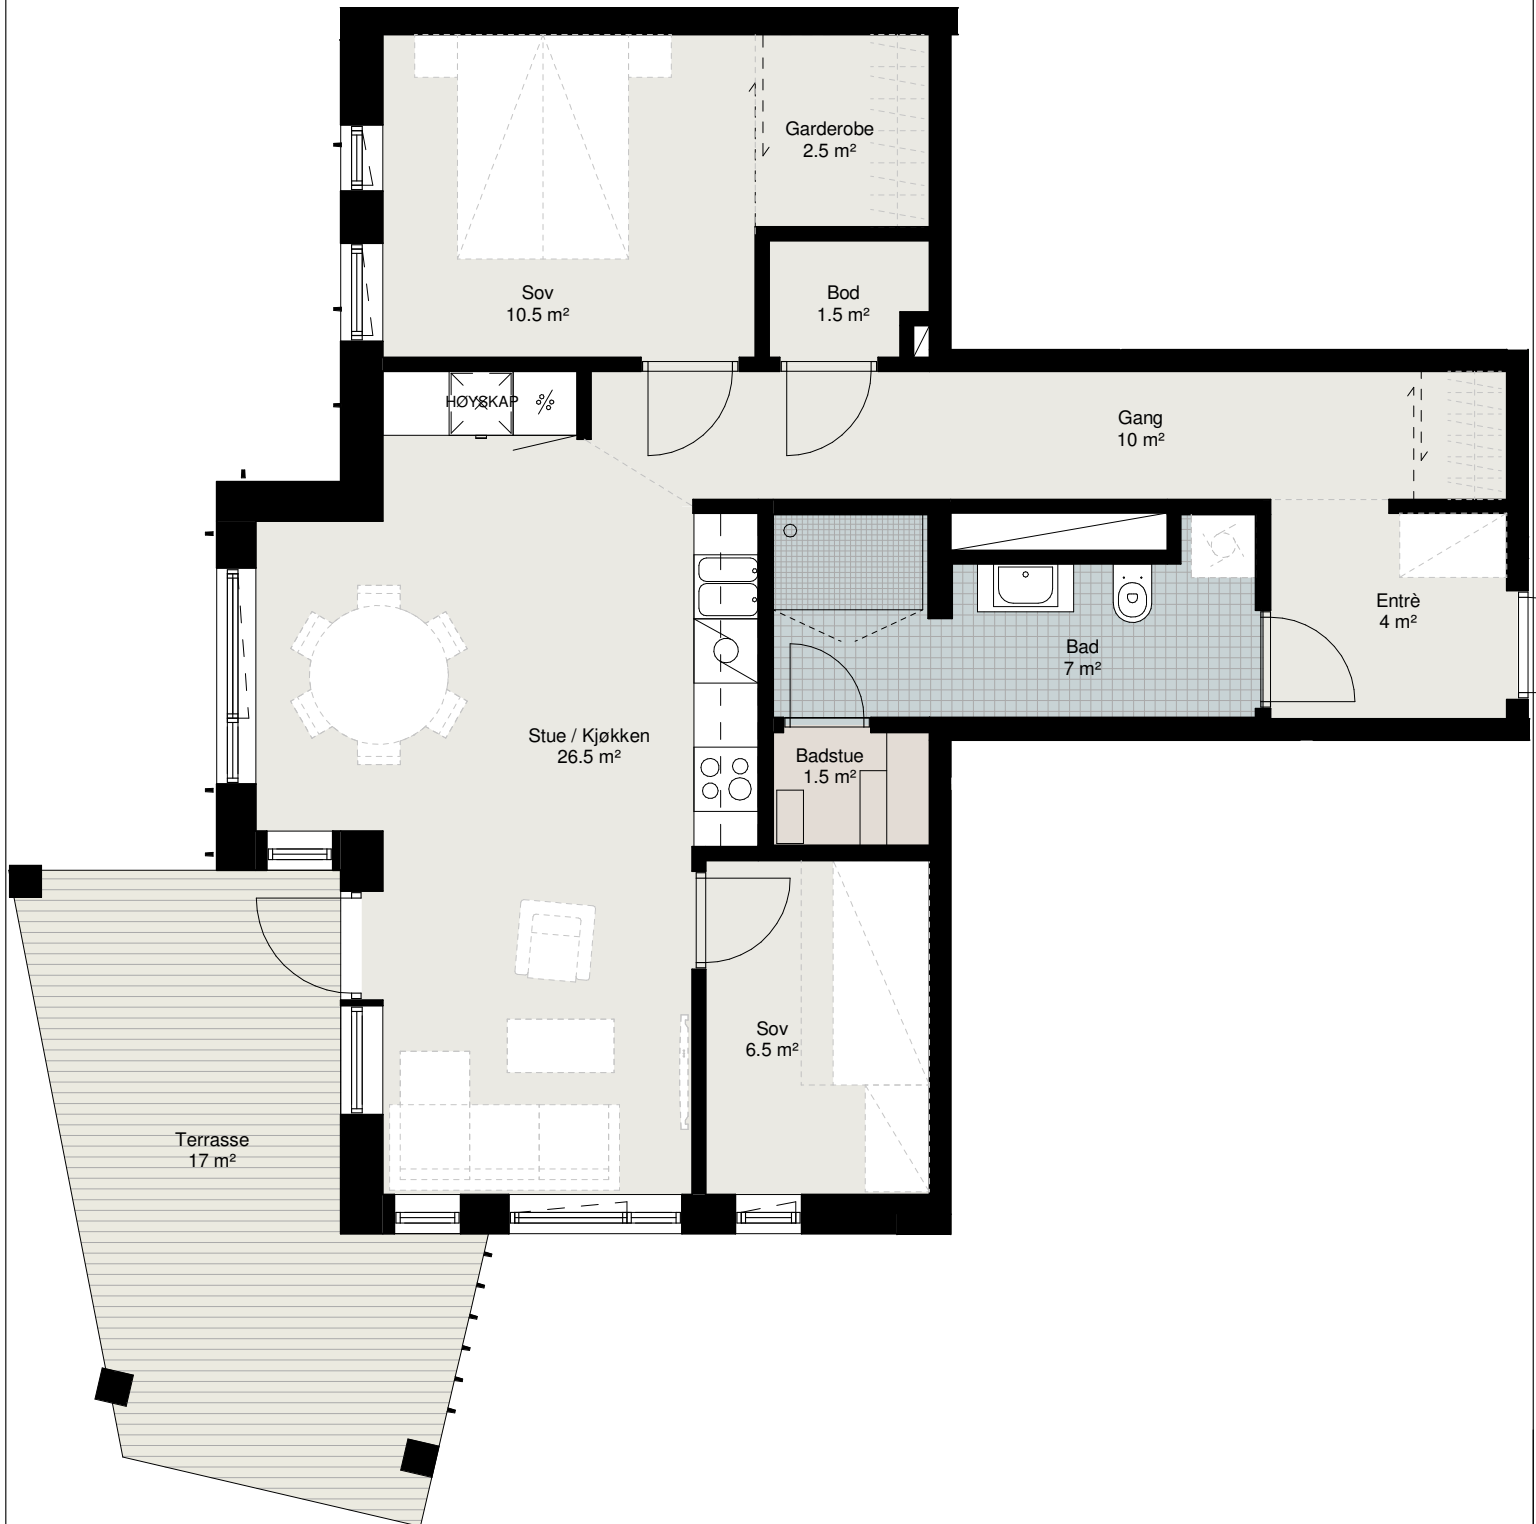 Garderobe
2.5 m²
Sov
10.5 m²
Bod
1.5 m²
HØYSKAP
Gang
10 m²
Entrè
4 m²
Bad
7 m²
Stue / Kjøkken
26.5 m²
Badstue
1.5 m²
Sov
6.5 m²
Terrasse
17 m²